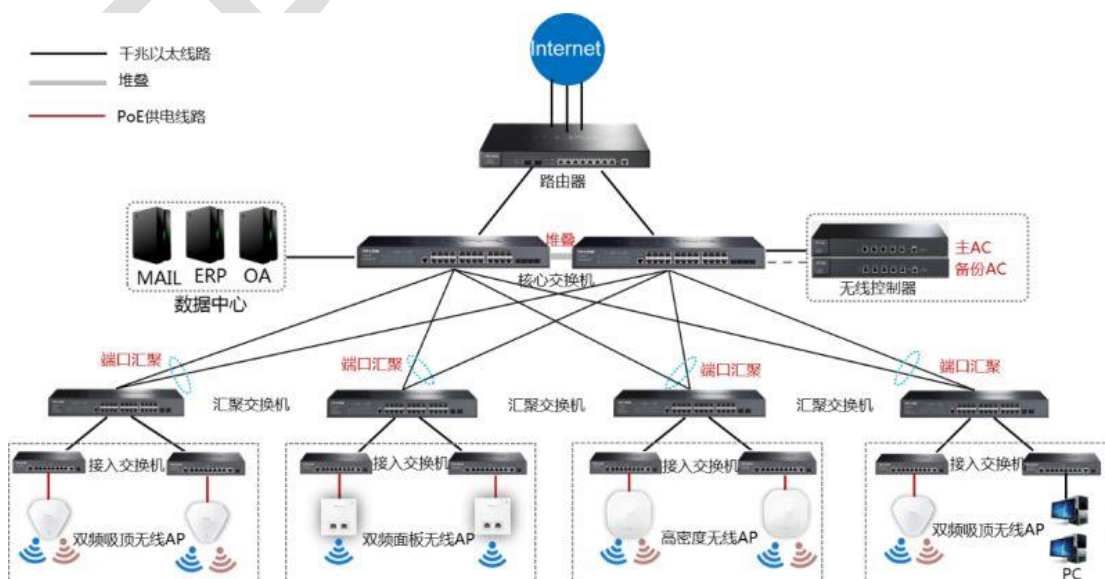 Internet
千兆以太线路
堆叠
PoE供电线路
路由器
MAIL ERP OA
数据中心
堆叠
核心交换机
主AC
备份AC
无线控制器
端口汇聚
端口汇聚
端口汇聚
端口汇聚
汇聚交换机
汇聚交换机
汇聚交换机
接入交换机
接入交换机
接入交换机
接入交换机
双频吸顶无线AP
双频面板无线AP
高密度无线AP
双频吸顶无线AP
PC